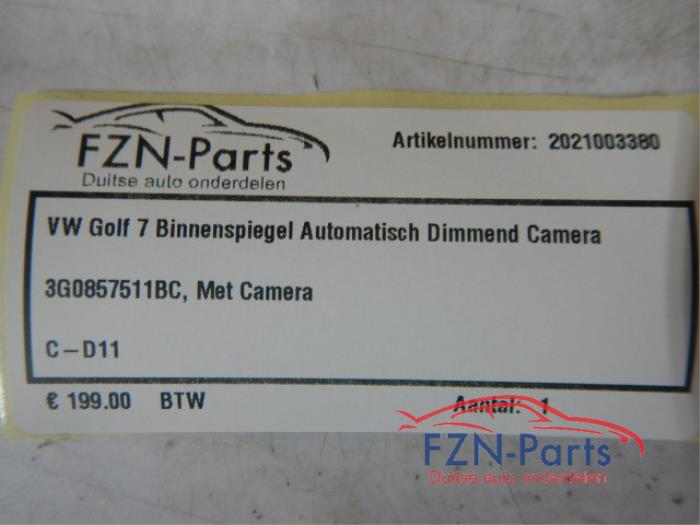 FZN-Parts
Duitse auto onderdelen
Artikelnummer: 2021003380
VW Golf 7 Binnenspiegel Automatisch Dimmend Camera
3G0857511BC, Met Camera
C-D11
€ 199.00 BTW
Aantal: 1
FZN-Parts
Duitse auto onderdelen